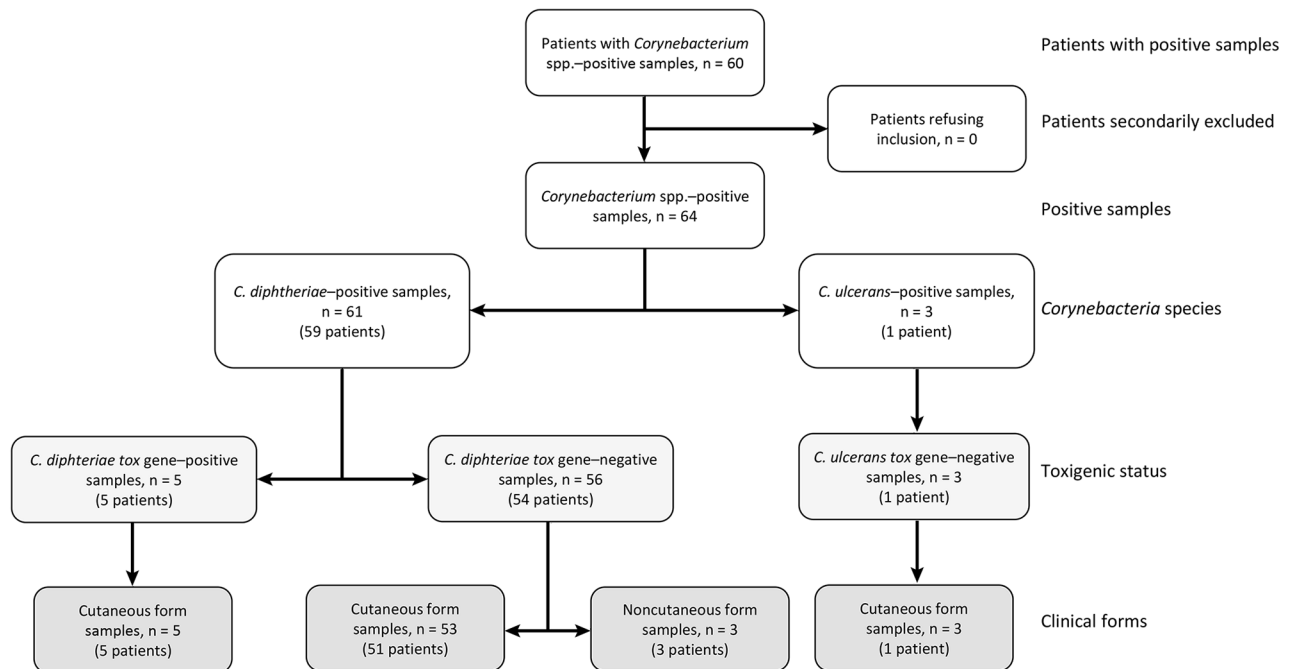 Patients with Corynebacterium
spp.–positive samples, n = 60
Patients with positive samples
Patients refusing
inclusion, n = 0
Patients secondarily excluded
Corynebacterium spp.–positive
samples, n = 64
Positive samples
C. diphtheriae–positive samples,
n = 61
(59 patients)
C. ulcerans–positive samples,
n = 3
(1 patient)
Corynebacteria species
C. diphteriae tox gene–positive
samples, n = 5
(5 patients)
C. diphteriae tox gene–negative
samples, n = 56
(54 patients)
C. ulcerans tox gene–negative
samples, n = 3
(1 patient)
Toxigenic status
Cutaneous form
samples, n = 5
(5 patients)
Cutaneous form
samples, n = 53
(51 patients)
Noncutaneous form
samples, n = 3
(3 patients)
Cutaneous form
samples, n = 3
(1 patient)
Clinical forms